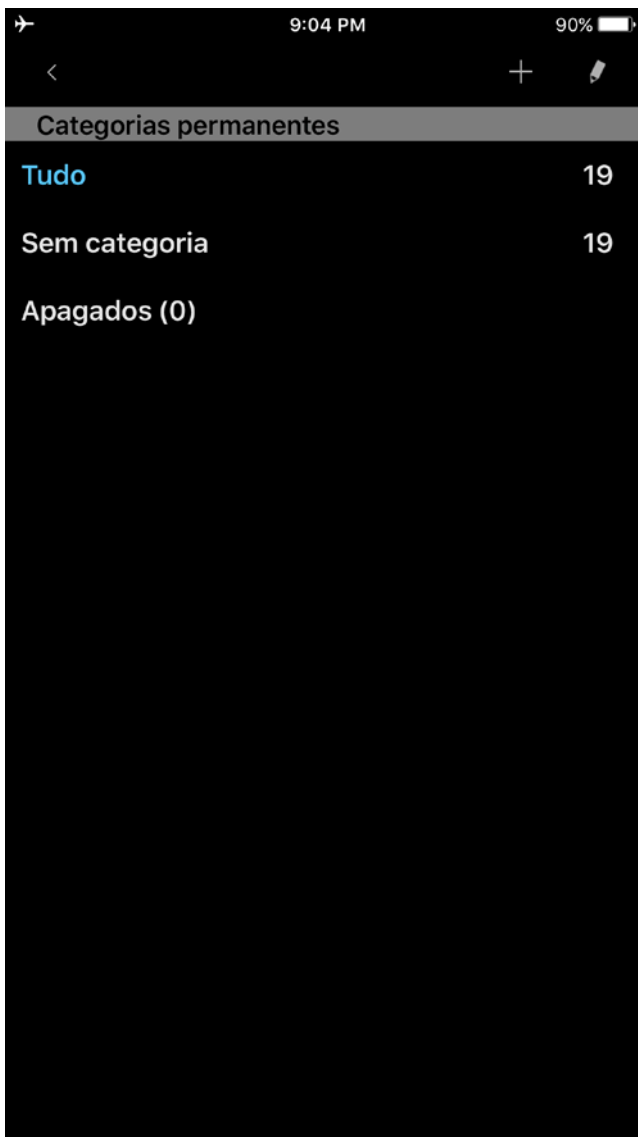 9:04 PM 90%
Categorias permanentes
Tudo 19
Sem categoria 19
Apagados (0)